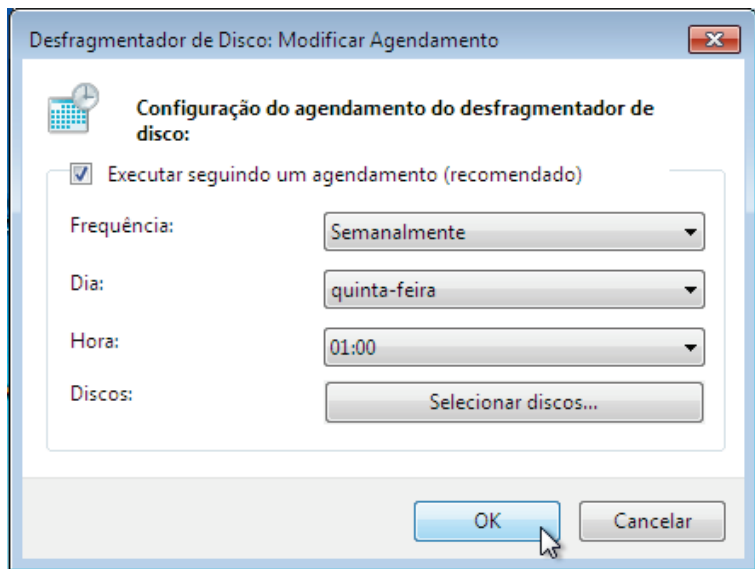 Desfragmentador de Disco: Modificar Agendamento
Configuração do agendamento do desfragmentador de
disco:
Executar seguindo um agendamento (recomendado)
Frequência:
Semanalmente
Dia:
quinta-feira
Hora:
01:00
Discos:
Selecionar discos...
OK
Cancelar